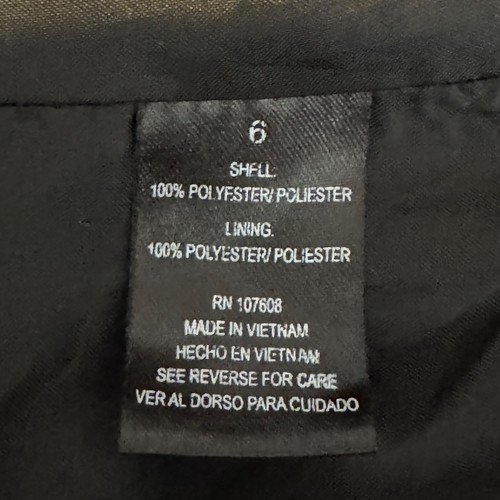 6
SHELL:
100% POLYESTER/POLIESTER
LINING:
100% POLYESTER/POLIESTER
RN 107608
MADE IN VIETNAM
HECHO EN VIETNAM
SEE REVERSE FOR CARE
VER AL DORSO PARA CUIDADO